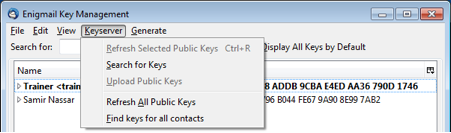 Enigmail Key Management
File Edit View Keyserver Generate
Search for: Display All Keys by Default
Refresh Selected Public Keys Ctrl+R
Search for Keys
Upload Public Keys
Refresh All Public Keys
Find keys for all contacts
Name
Trainer <train ADDB 9CBA E4ED AA36 790D 1746
Samir Nassar 796 B044 FE67 9A90 8E99 7AB2